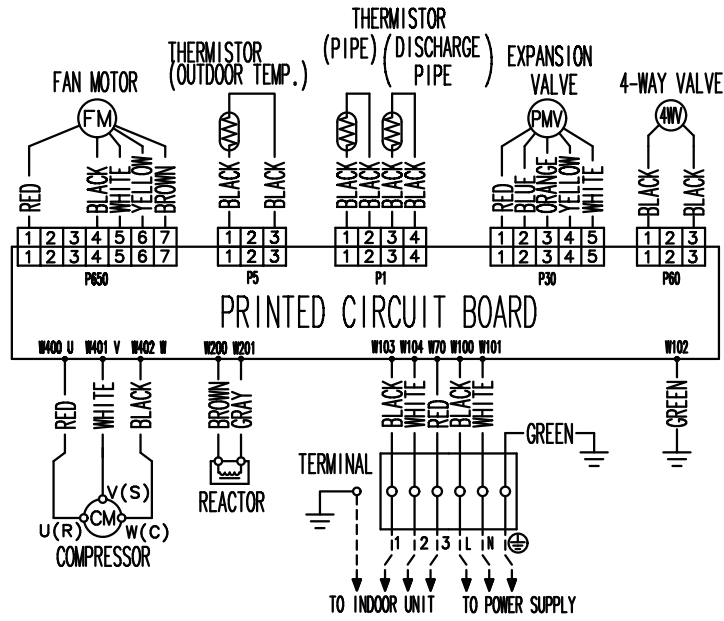 THERMISTOR
(PIPE) (DISCHARGE PIPE)
THERMISTOR
(OUTDOOR TEMP.)
EXPANSION
VALVE
FAN MOTOR
4-WAY VALVE
FM
PMV
4WV
RED BLACK WHITE YELLOW BROWN
BLACK BLACK
BLACK BLACK BLACK BLACK
RED BLUE ORANGE YELLOW WHITE
BLACK BLACK
1 2 3 4 5 6 7
1 2 3
1 2 3 4
1 2 3 4 5
1 2 3
1 2 3 4 5 6 7
1 2 3
1 2 3 4
1 2 3 4 5
1 2 3
P650 P5 P1 P30 P60
PRINTED CIRCUIT BOARD
W400 U W401 V W402 W W200 W201 W103 W104 W70 W100 W101 W102
RED WHITE BLACK
BROWN GRAY
BLACK WHITE RED BLACK WHITE
GREEN
GREEN
TERMINAL
REACTOR
V(S)
CM
U(R) W(C)
COMPRESSOR
1 2 3 L N
TO INDOOR UNIT TO POWER SUPPLY